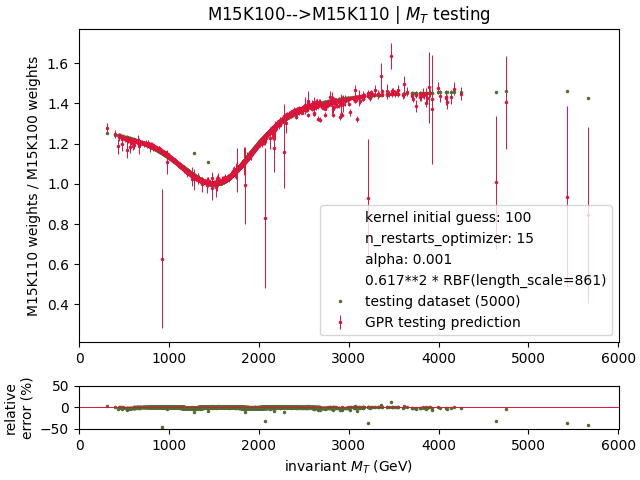 M15K100-->M15K110 | M_T testing
M15K110 weights / M15K100 weights
1.6
1.4
1.2
1.0
0.8
0.6
0.4
kernel initial guess: 100
n_restarts_optimizer: 15
alpha: 0.001
0.617**2 * RBF(length_scale=861)
testing dataset (5000)
GPR testing prediction
0 1000 2000 3000 4000 5000 6000
relative
error (%)
50
0
−50
0 1000 2000 3000 4000 5000 6000
invariant M_T (GeV)